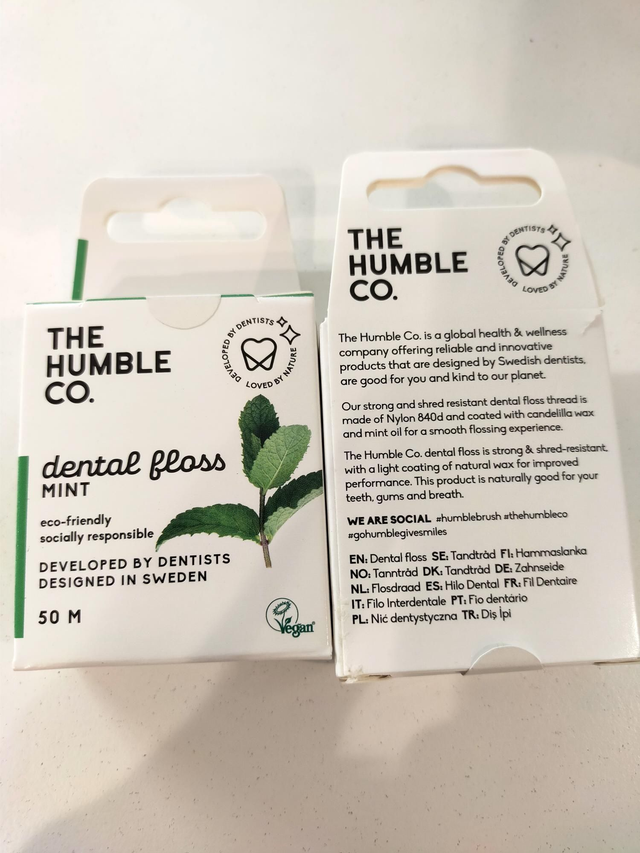 THE
HUMBLE
CO.
DEVELOPED BY DENTISTS
LOVED BY NATURE
dental floss
MINT
eco-friendly
socially responsible
DEVELOPED BY DENTISTS
DESIGNED IN SWEDEN
50 M
Vegan
THE
HUMBLE
CO.
DEVELOPED BY DENTISTS
LOVED BY NATURE
The Humble Co. is a global health & wellness
company offering reliable and innovative
products that are designed by Swedish dentists,
are good for you and kind to our planet.
Our strong and shred resistant dental floss thread is
made of Nylon 840d and coated with candelilla wax
and mint oil for a smooth flossing experience.
The Humble Co. dental floss is strong & shred-resistant,
with a light coating of natural wax for improved
performance. This product is naturally good for your
teeth, gums and breath.
WE ARE SOCIAL #humblebrush #thehumbleco
#gohumblegivesmiles
EN: Dental floss SE: Tandtråd FI: Hammaslanka
NO: Tanntråd DK: Tandtråd DE: Zahnseide
NL: Flosdraad ES: Hilo Dental FR: Fil Dentaire
IT: Filo Interdentale PT: Fio dentário
PL: Nić dentystyczna TR: Diş İpi